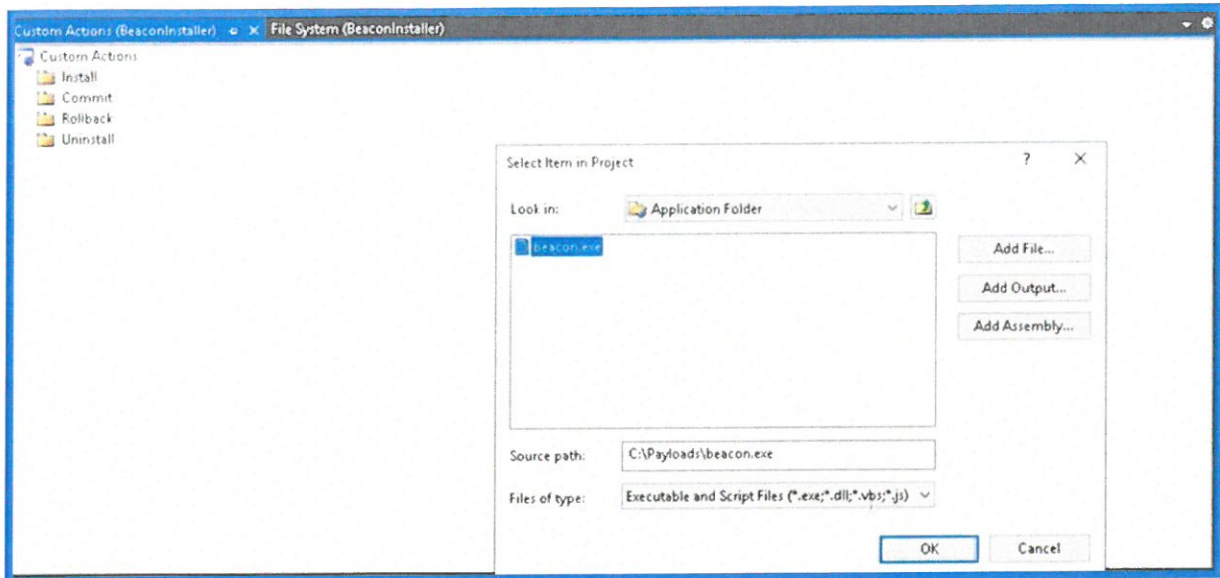 Custom Actions (BeaconInstaller) File System (BeaconInstaller)
Custom Actions
Install
Commit
Rollback
Uninstall
Select Item in Project ?
Look in: Application Folder
beacon.exe
Add File...
Add Output...
Add Assembly...
Source path: C:\Payloads\beacon.exe
Files of type: Executable and Script Files (*.exe;*.dll;*.vbs;*.js)
OK Cancel